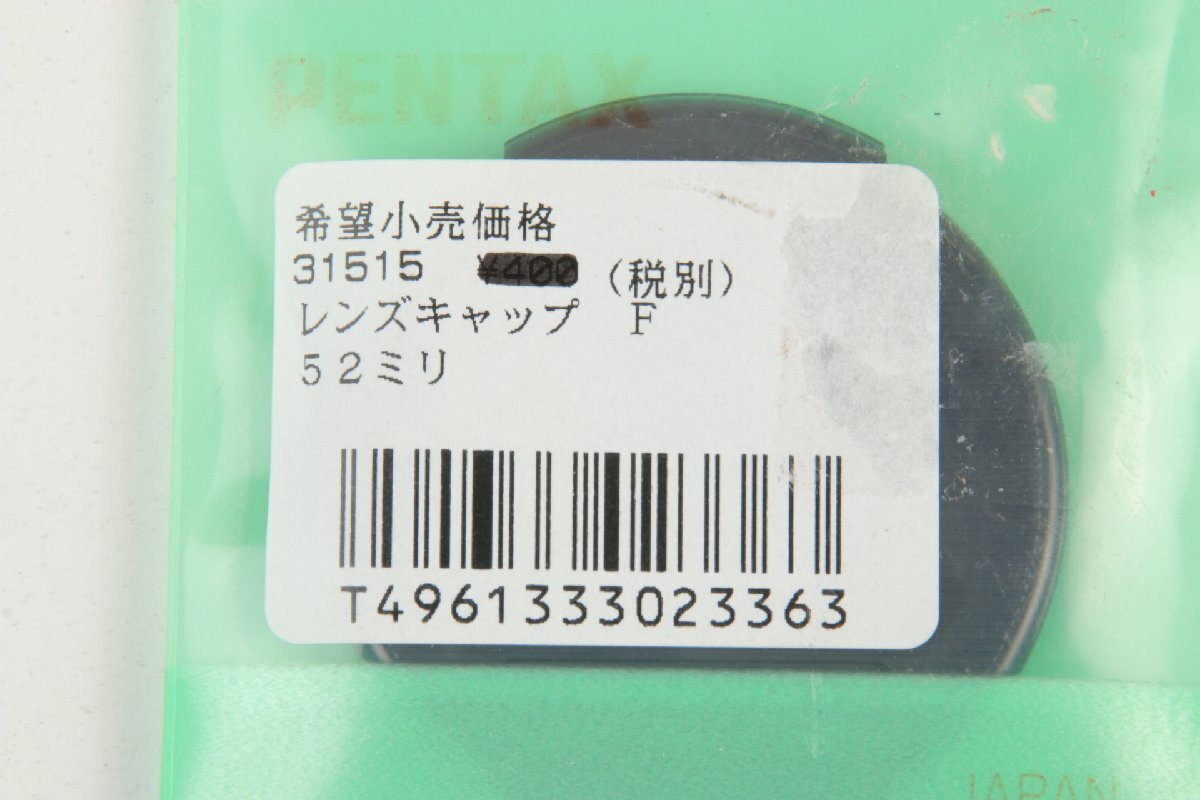 PENTAX
希望小売価格
31515 ¥400 （税別）
レンズキャップ　F
５２ミリ
T4961333023363
JAPAN